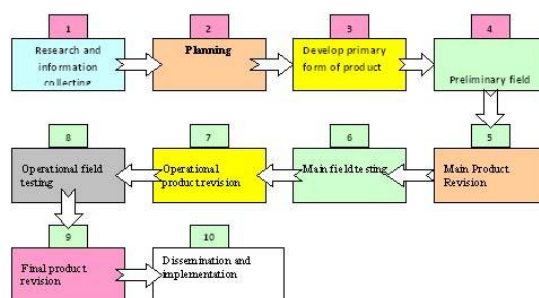 1
Research and
information
collecting
2
Planning
3
Develop primary
form of product
4
Preliminary field
5
Main Product
Revision
6
Main field testing
7
Operational
product revision
8
Operational field
testing
9
Final product
revision
10
Dissemination and
implementation